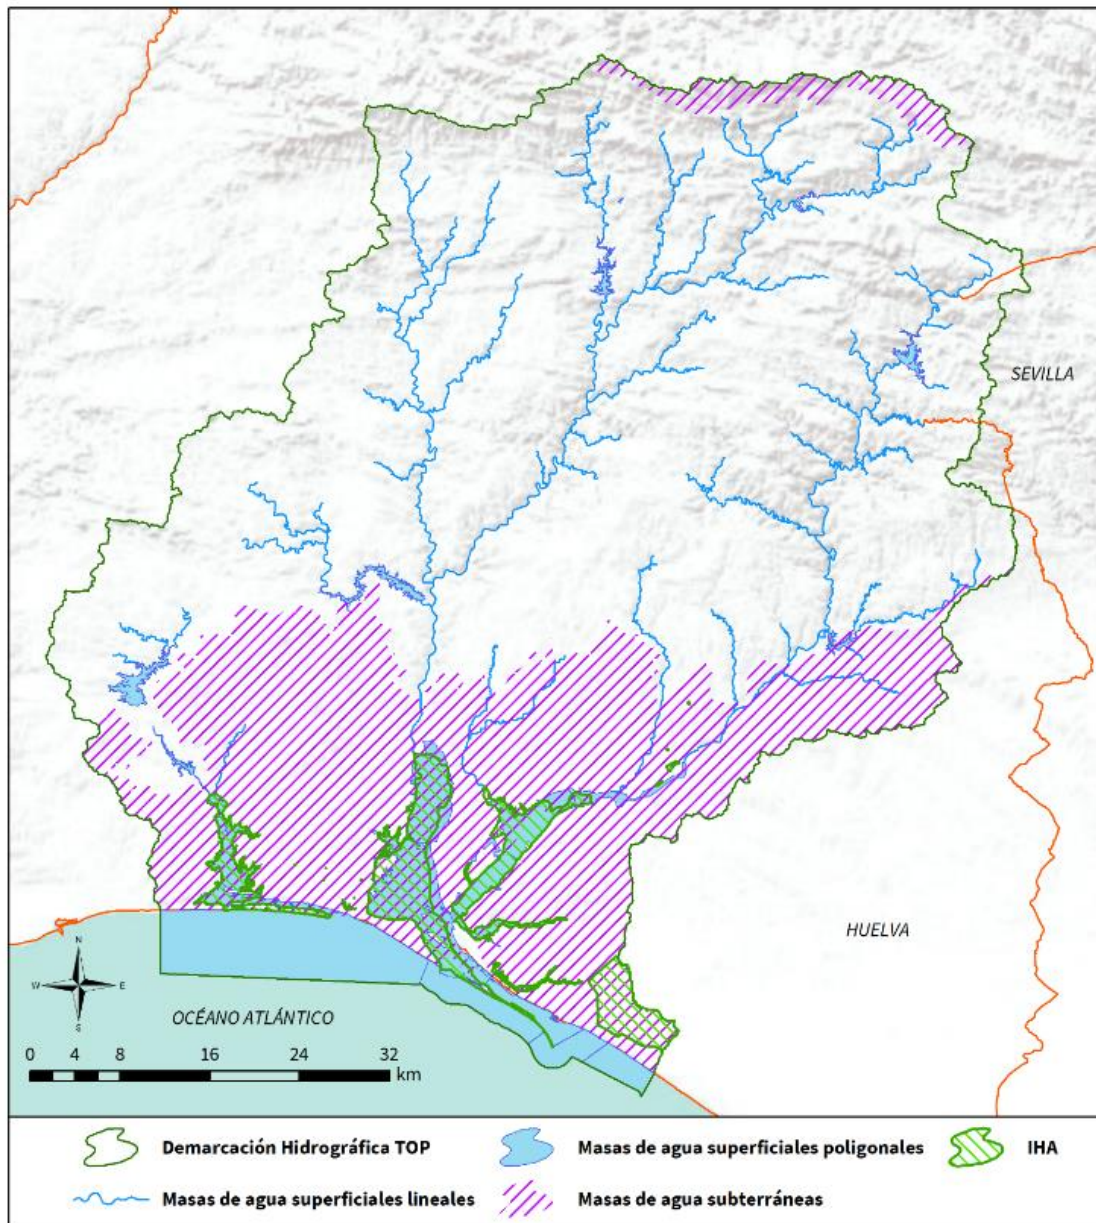 SEVILLA
HUELVA
N
W E
S
OCÉANO ATLÁNTICO
0 4 8 16 24 32
km
Demarcación Hidrográfica TOP
Masas de agua superficiales poligonales
IHA
Masas de agua superficiales lineales
Masas de agua subterráneas